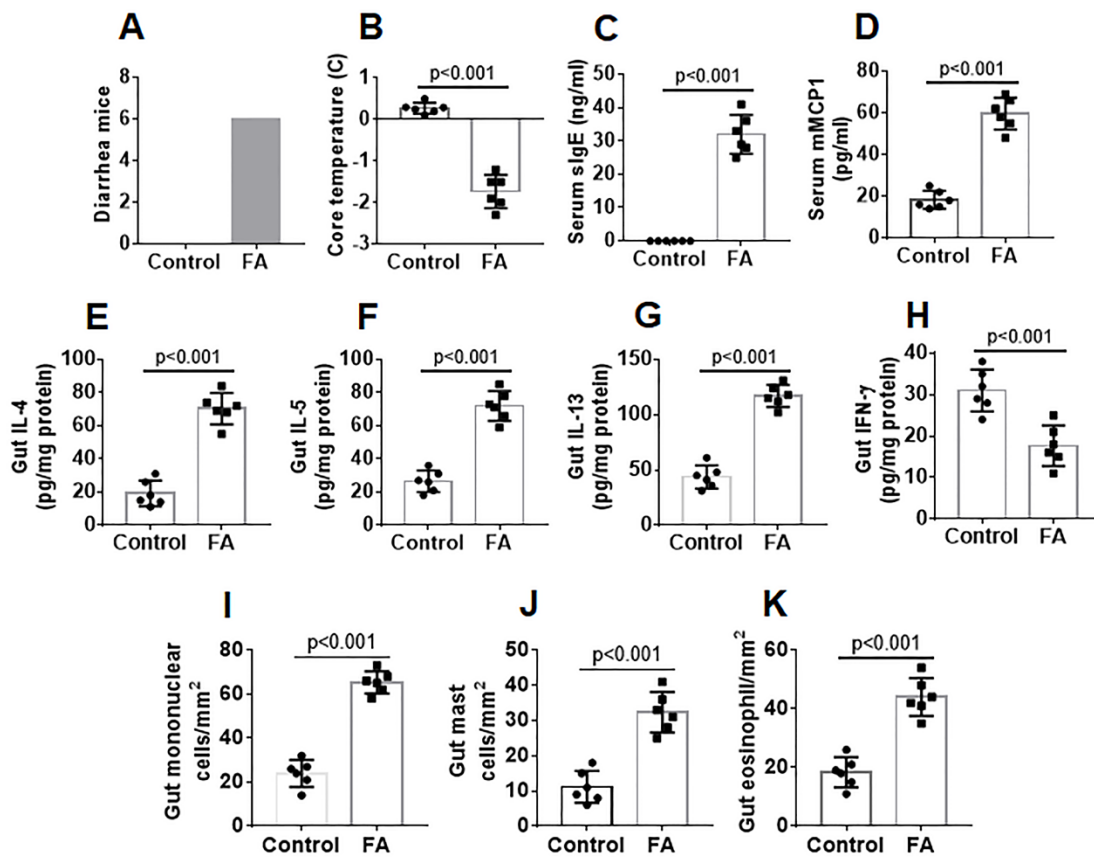 A
Diarrhea mice
8
6
4
2
0
Control FA
B
Core temperature (C)
p<0.001
1
0
-1
-2
-3
Control FA
C
Serum sIgE (ng/ml)
p<0.001
50
40
30
20
10
0
Control FA
D
Serum mMCP1
(pg/ml)
p<0.001
80
60
40
20
0
Control FA
E
Gut IL-4
(pg/mg protein)
p<0.001
100
80
60
40
20
0
Control FA
F
Gut IL-5
(pg/mg protein)
p<0.001
100
80
60
40
20
0
Control FA
G
Gut IL-13
(pg/mg protein)
p<0.001
150
100
50
0
Control FA
H
Gut IFN-γ
(pg/mg protein)
p<0.001
40
30
20
10
0
Control FA
I
Gut mononuclear
cells/mm²
p<0.001
80
60
40
20
0
Control FA
J
Gut mast
cells/mm²
p<0.001
50
40
30
20
10
0
Control FA
K
Gut eosinophil/mm²
p<0.001
60
40
20
0
Control FA